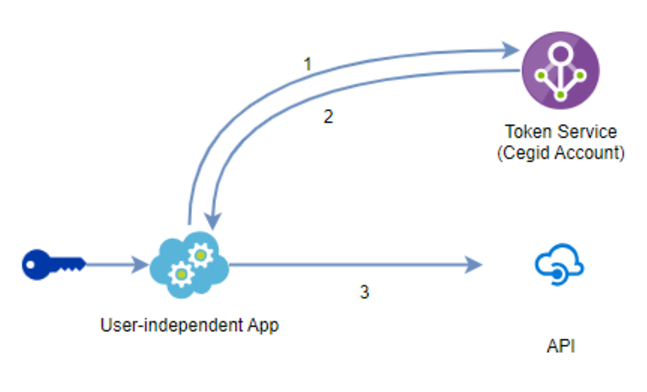 1
2
Token Service
(Cegid Account)
3
User-independent App
API